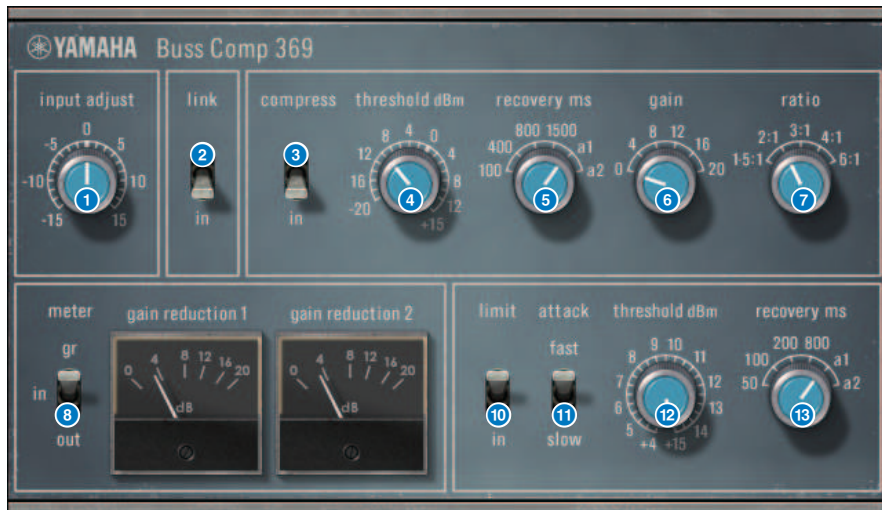 YAMAHA Buss Comp 369
input adjust
0
-5 5
-10 10
-15 15
1
link
2
in
compress
3
in
threshold dBm
4 0
8 4
12 8
16 12
-20 +15
4
recovery ms
800 1500
400 a1
100 a2
5
gain
8 12
4 16
0 20
6
ratio
3:1
2:1 4:1
1·5:1 6:1
7
meter
gr
in
8
out
gain reduction 1
0 4 8 12 16 20
dB
gain reduction 2
0 4 8 12 16 20
dB
limit
10
in
attack
fast
11
slow
threshold dBm
9 10
8 11
7 12
6 13
5 14
+4 +15
12
recovery ms
200 800
100 a1
50 a2
13